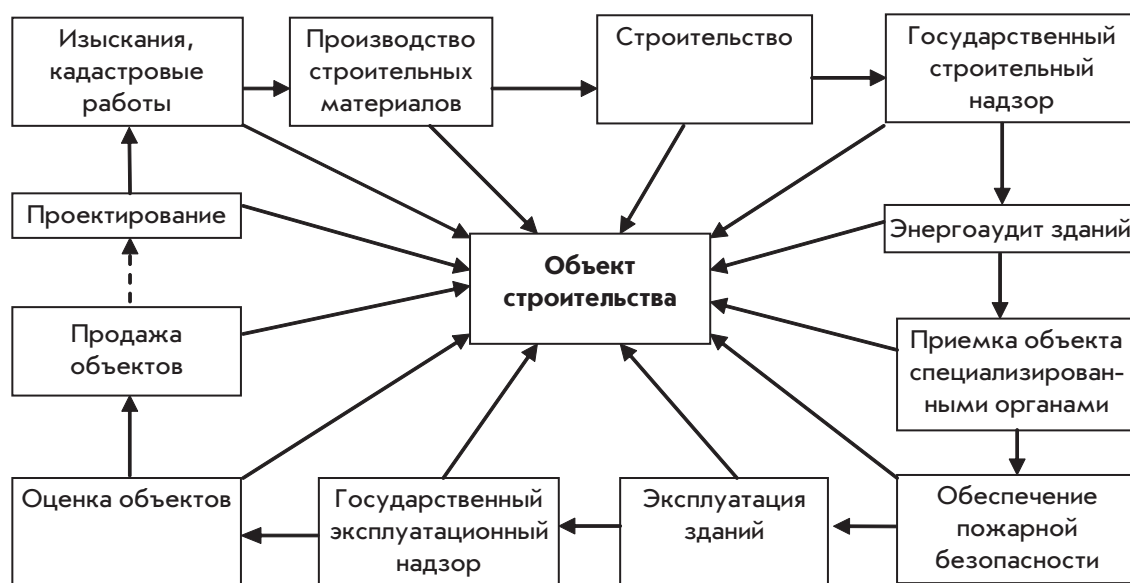 Изыскания,
кадастровые
работы
Производство
строительных
материалов
Строительство
Государственный
строительный
надзор
Проектирование
Энергоаудит зданий
Объект
строительства
Продажа
объектов
Приемка объекта
специализирован-
ными органами
Оценка объектов
Государственный
эксплуатационный
надзор
Эксплуатация
зданий
Обеспечение
пожарной
безопасности